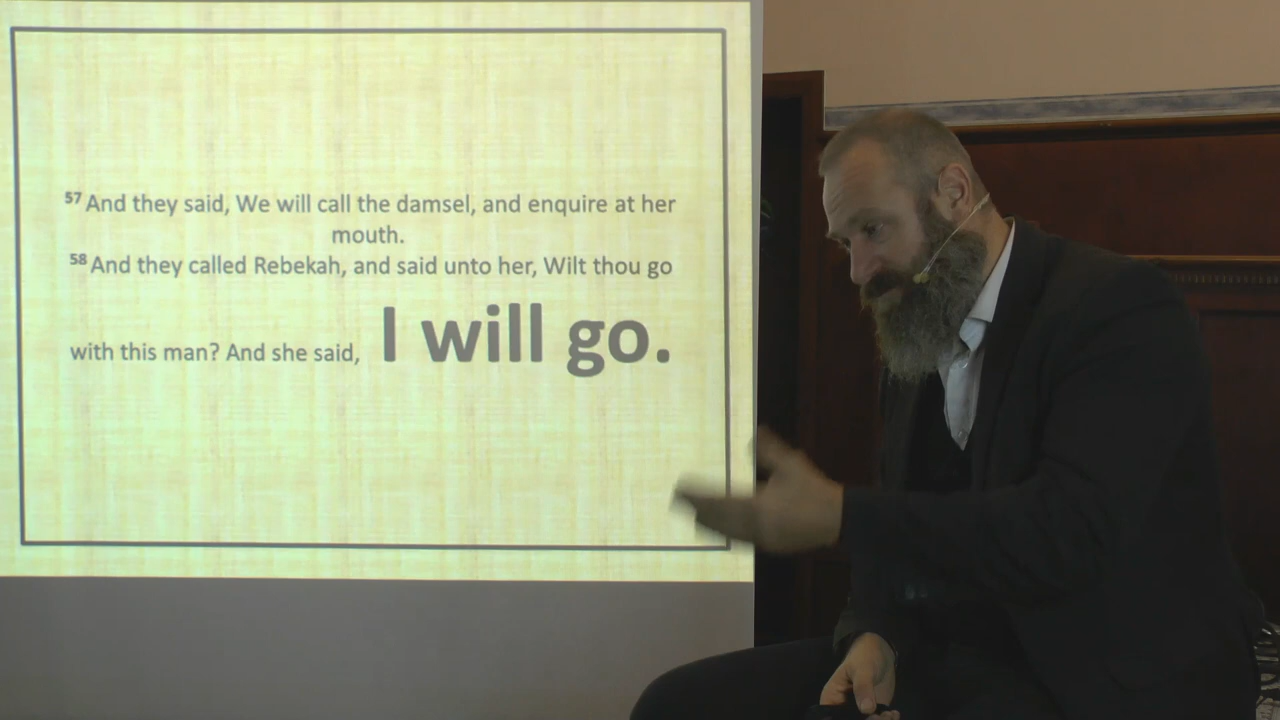 57 And they said, We will call the damsel, and enquire at her
mouth.
58 And they called Rebekah, and said unto her, Wilt thou go
with this man? And she said, I will go.